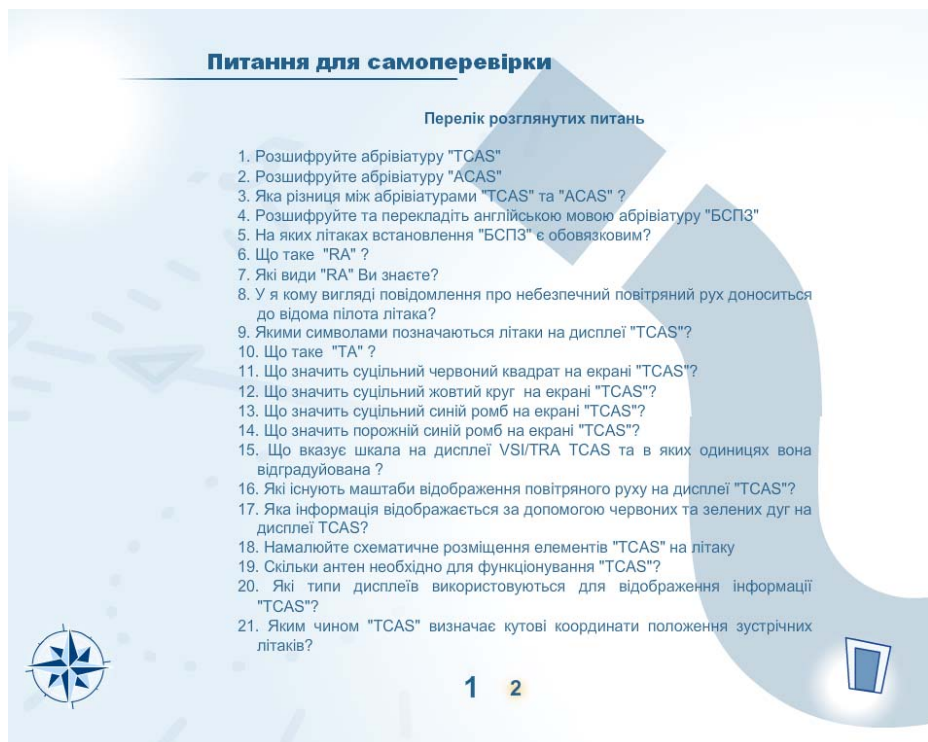 Питання для самоперевірки
Перелік розглянутих питань
1. Розшифруйте абрівіатуру "TCAS"
2. Розшифруйте абрівіатуру "ACAS"
3. Яка різниця між абрівіатурами "TCAS" та "ACAS" ?
4. Розшифруйте та перекладіть англійською мовою абрівіатуру "БСПЗ"
5. На яких літаках встановлення "БСПЗ" є обовязковим?
6. Що таке "RA" ?
7. Які види "RA" Ви знаєте?
8. У я кому вигляді повідомлення про небезпечний повітряний рух доноситься
до відома пілота літака?
9. Якими символами позначаються літаки на дисплеї "TCAS"?
10. Що таке "TA" ?
11. Що значить суцільний червоний квадрат на екрані "TCAS"?
12. Що значить суцільний жовтий круг на екрані "TCAS"?
13. Що значить суцільний синій ромб на екрані "TCAS"?
14. Що значить порожній синій ромб на екрані "TCAS"?
15. Що вказує шкала на дисплеї VSI/TRA TCAS та в яких одиницях вона
відградуйована ?
16. Які існують маштаби відображення повітряного руху на дисплеї "TCAS"?
17. Яка інформація відображається за допомогою червоних та зелених дуг на
дисплеї TCAS?
18. Намалюйте схематичне розміщення елементів "TCAS" на літаку
19. Скільки антен необхідно для функціонування "TCAS"?
20. Які типи дисплеїв використовуються для відображення інформації
"TCAS"?
21. Яким чином "TCAS" визначає кутові координати положення зустрічних
літаків?
1 2